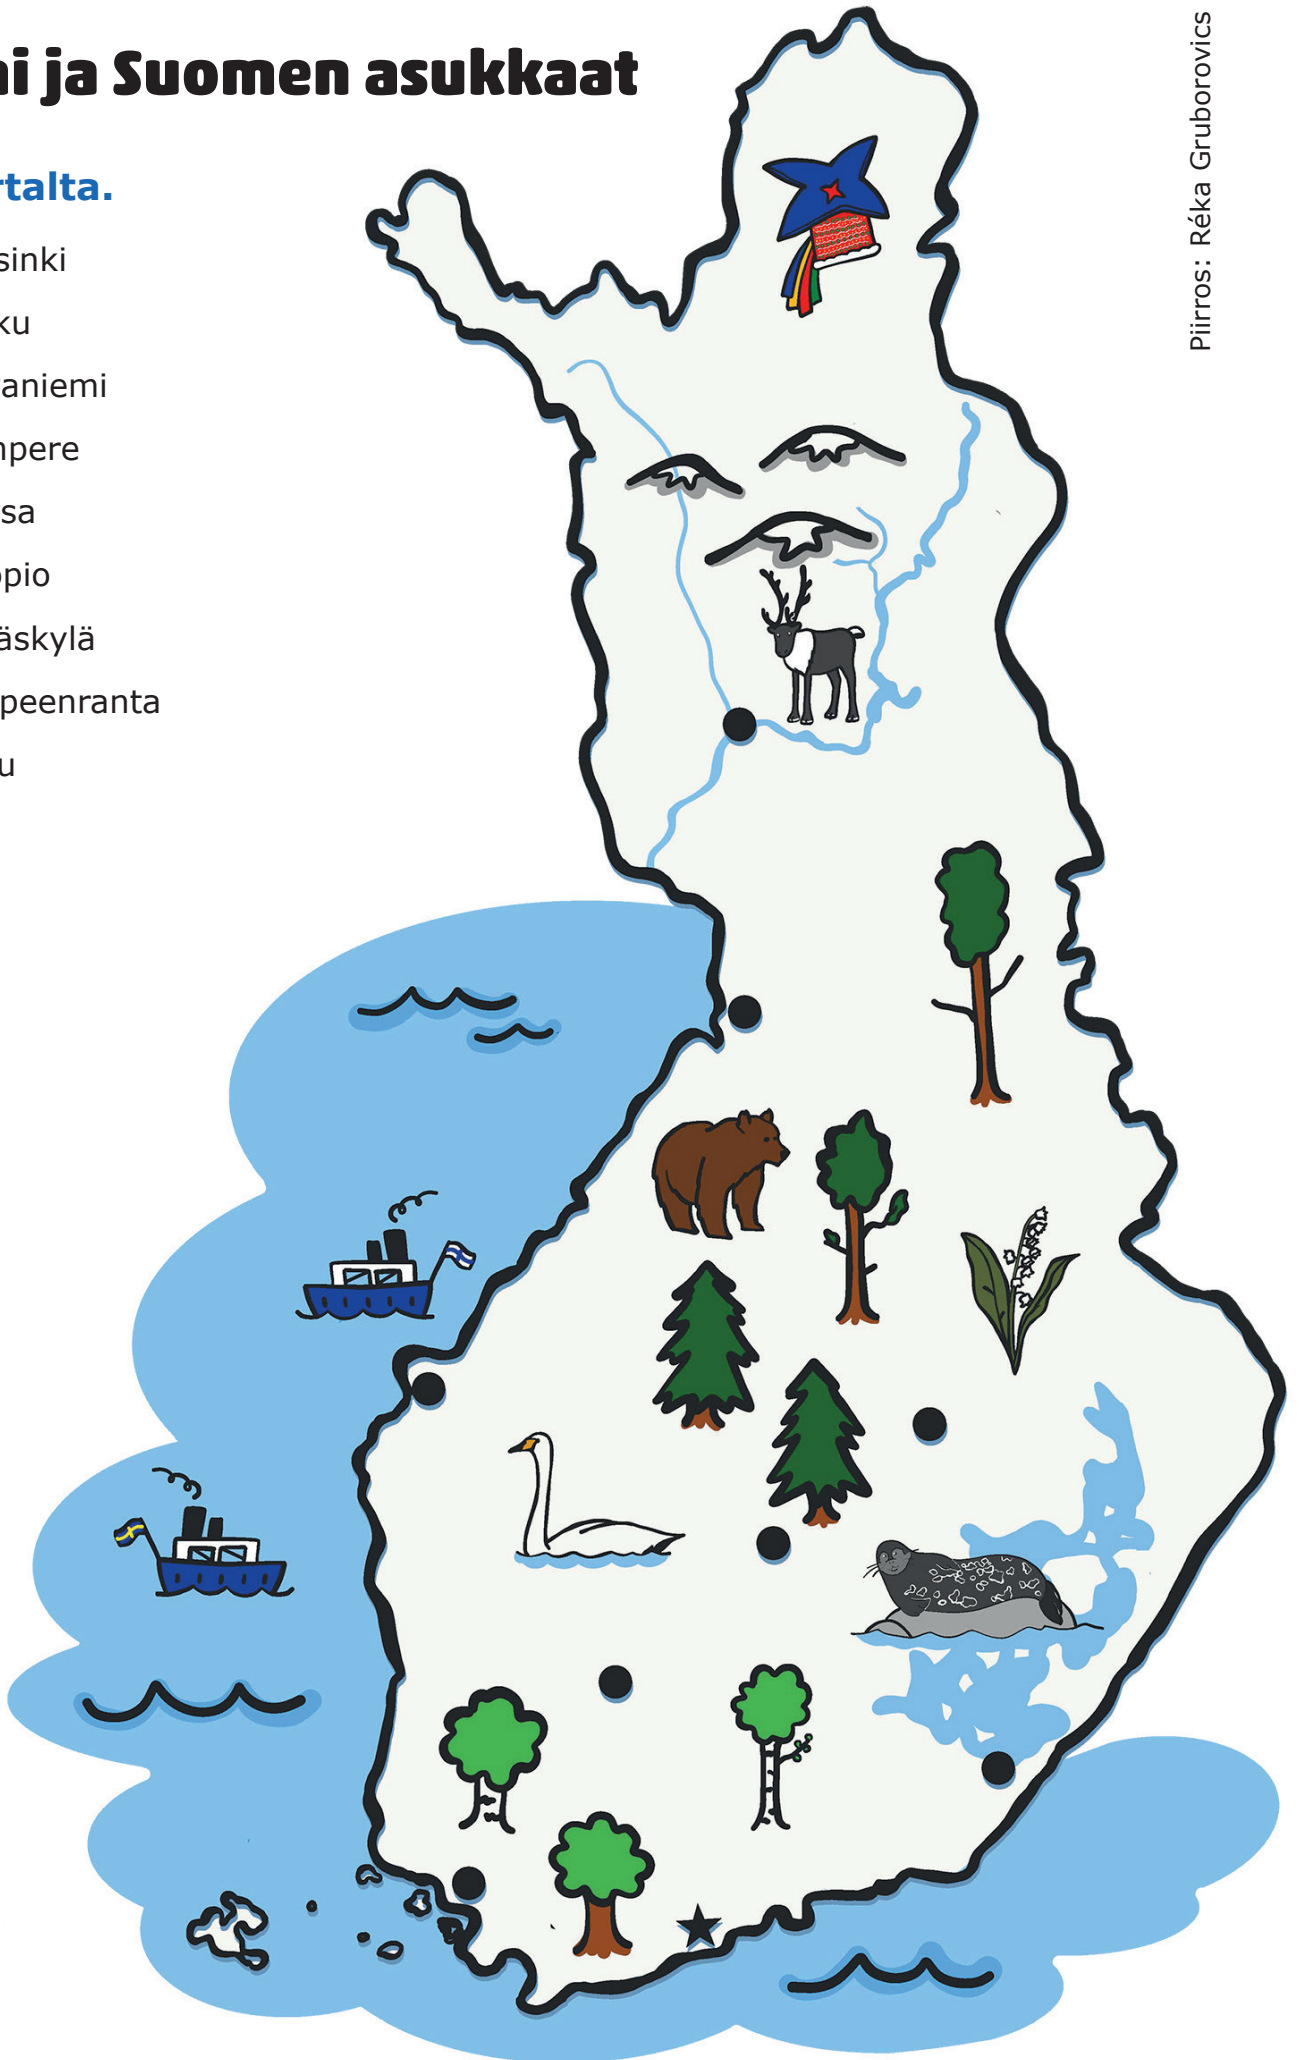 ni ja Suomen asukkaat
rtalta.
sinki
ku
aniemi
npere
sa
pio
äskylä
peenranta
u
Piirros: Réka Gruborovics